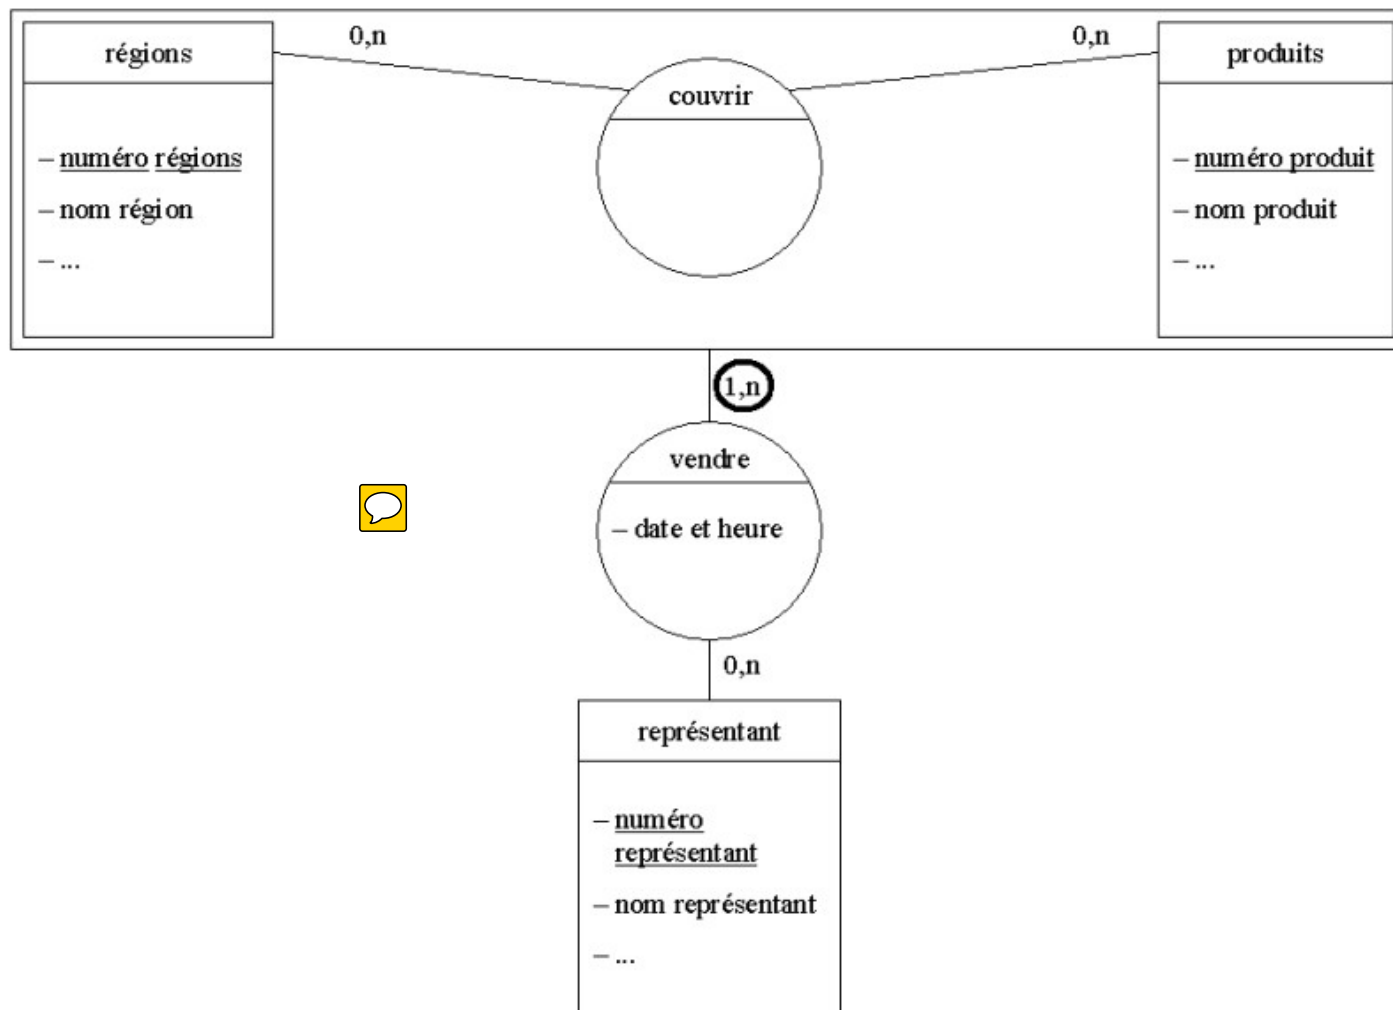 régions
0,n
couvrir
0,n
produits
– numéro régions
– nom région
– ...
– numéro produit
– nom produit
– ...
1,n
vendre
– date et heure
0,n
représentant
– numéro
représentant
– nom représentant
– ...